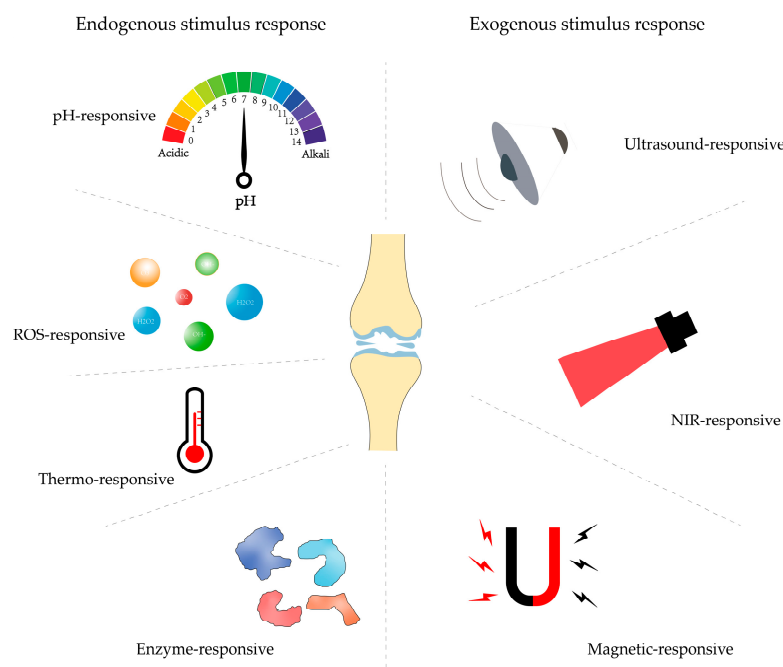 Endogenous stimulus response
Exogenous stimulus response
pH-responsive
0
1
2
3
4
5
6
7
8
9
10
11
12
13
14
Acidic
Alkali
pH
Ultrasound-responsive
H2O2
H2O2
OH-
ROS-responsive
NIR-responsive
Thermo-responsive
Enzyme-responsive
Magnetic-responsive